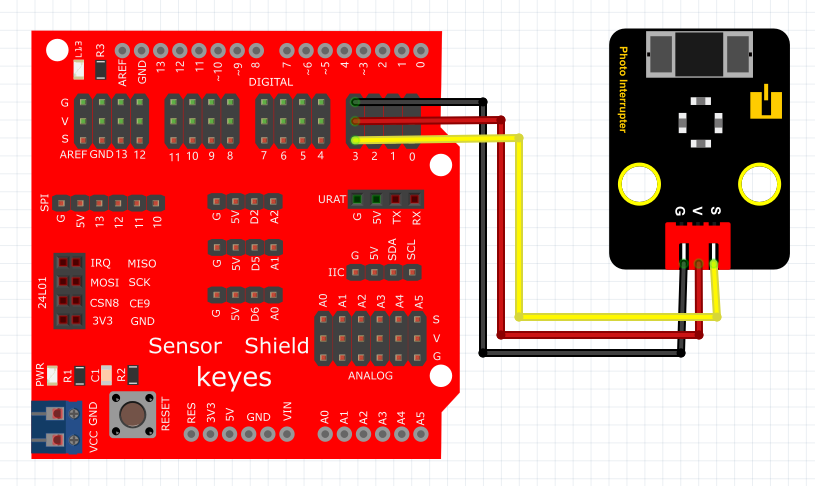 L13
R3
AREF
GND
13
12
11
~10
~9
8
7
~6
~5
4
~3
2
1
0
DIGITAL
G
V
S
AREF GND 13 12
11 10 9 8
7 6 5 4
3 2 1 0
SPI
G
5V
13
12
11
10
G
5V
D2
A2
G
5V
D5
A1
G
5V
D6
A0
URAT
G
5V
TX
RX
IIC
G
5V
SDA
SCL
24L01
IRQ MISO
MOSI SCK
CSN8 CE9
3V3 GND
A0
A1
A2
A3
A4
A5
S
V
G
ANALOG
Sensor Shield
keyes
PWR
R1
C1
R2
RESET
VCC GND
RES
3V3
5V
GND
VIN
A0
A1
A2
A3
A4
A5
Photo Interrupter
G
V
S